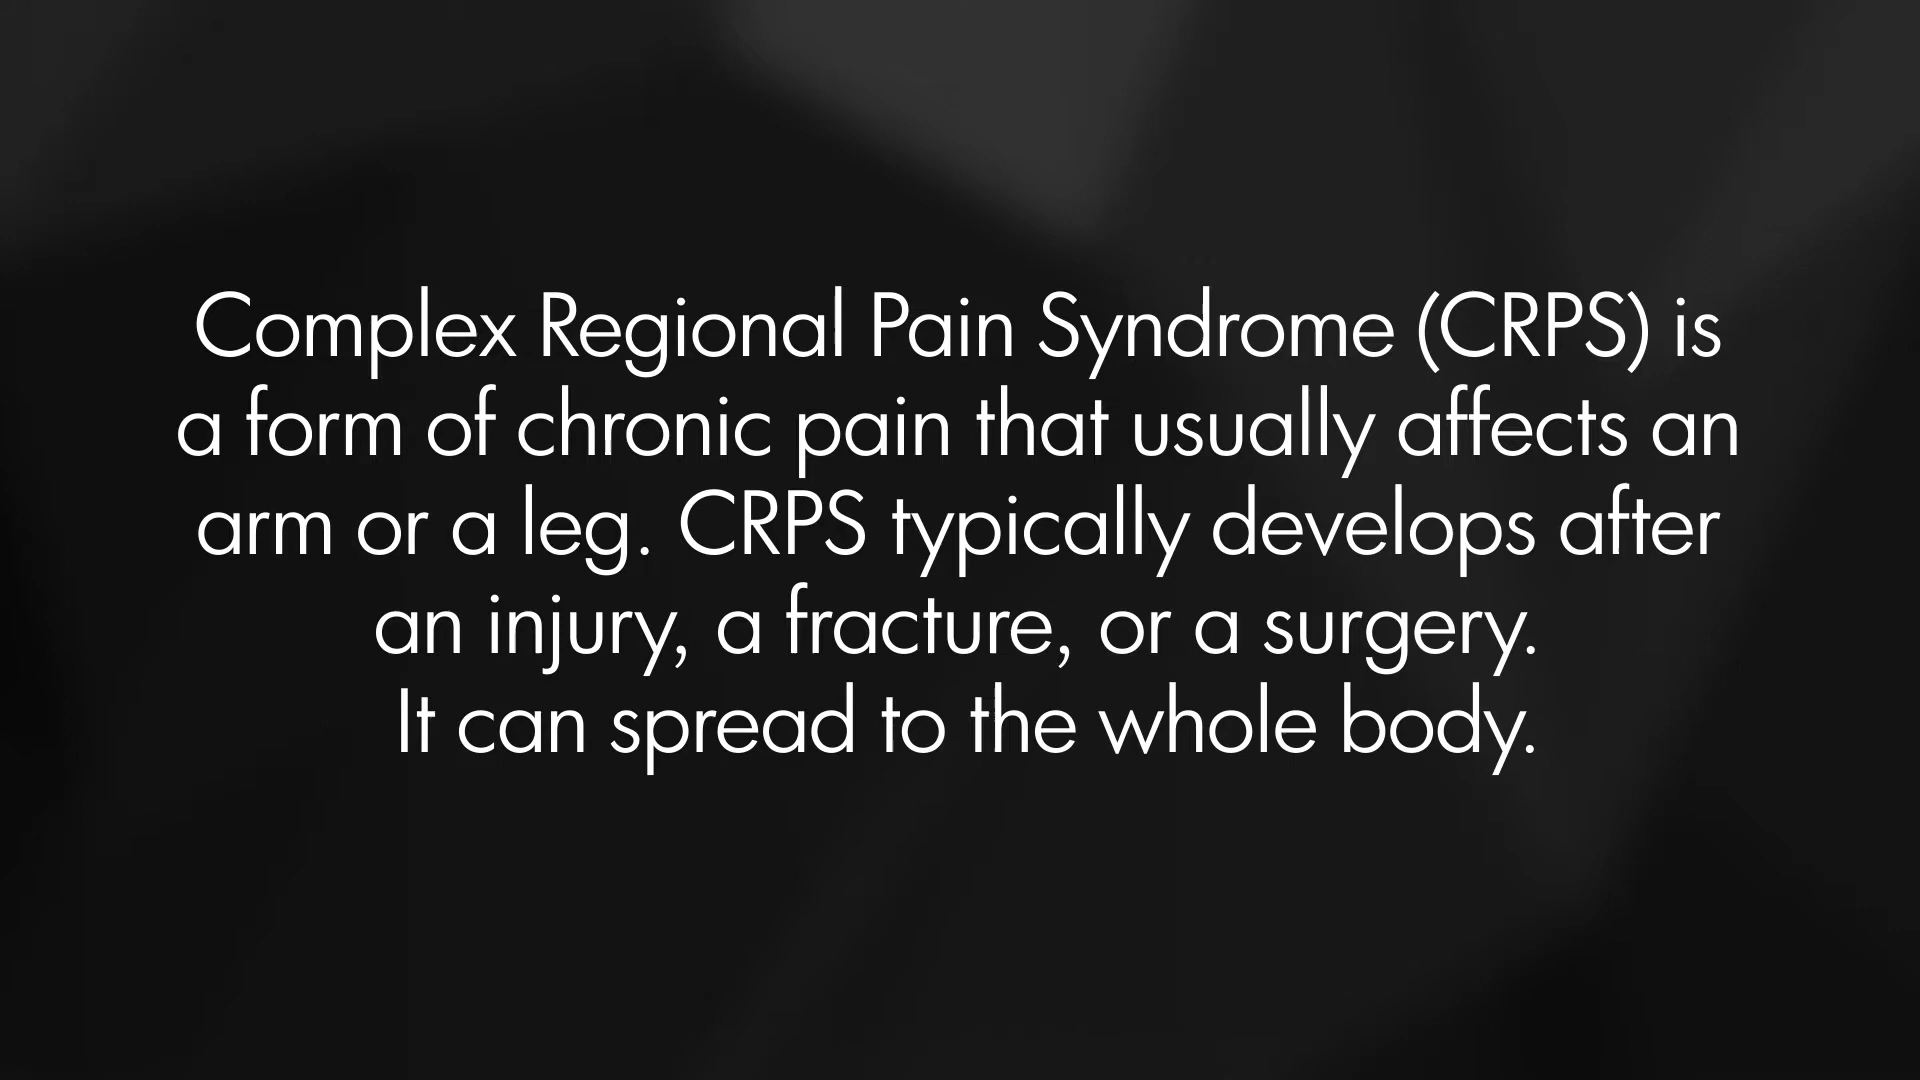 Complex Regional Pain Syndrome (CRPS) is
a form of chronic pain that usually affects an
arm or a leg. CRPS typically develops after
an injury, a fracture, or a surgery.
It can spread to the whole body.